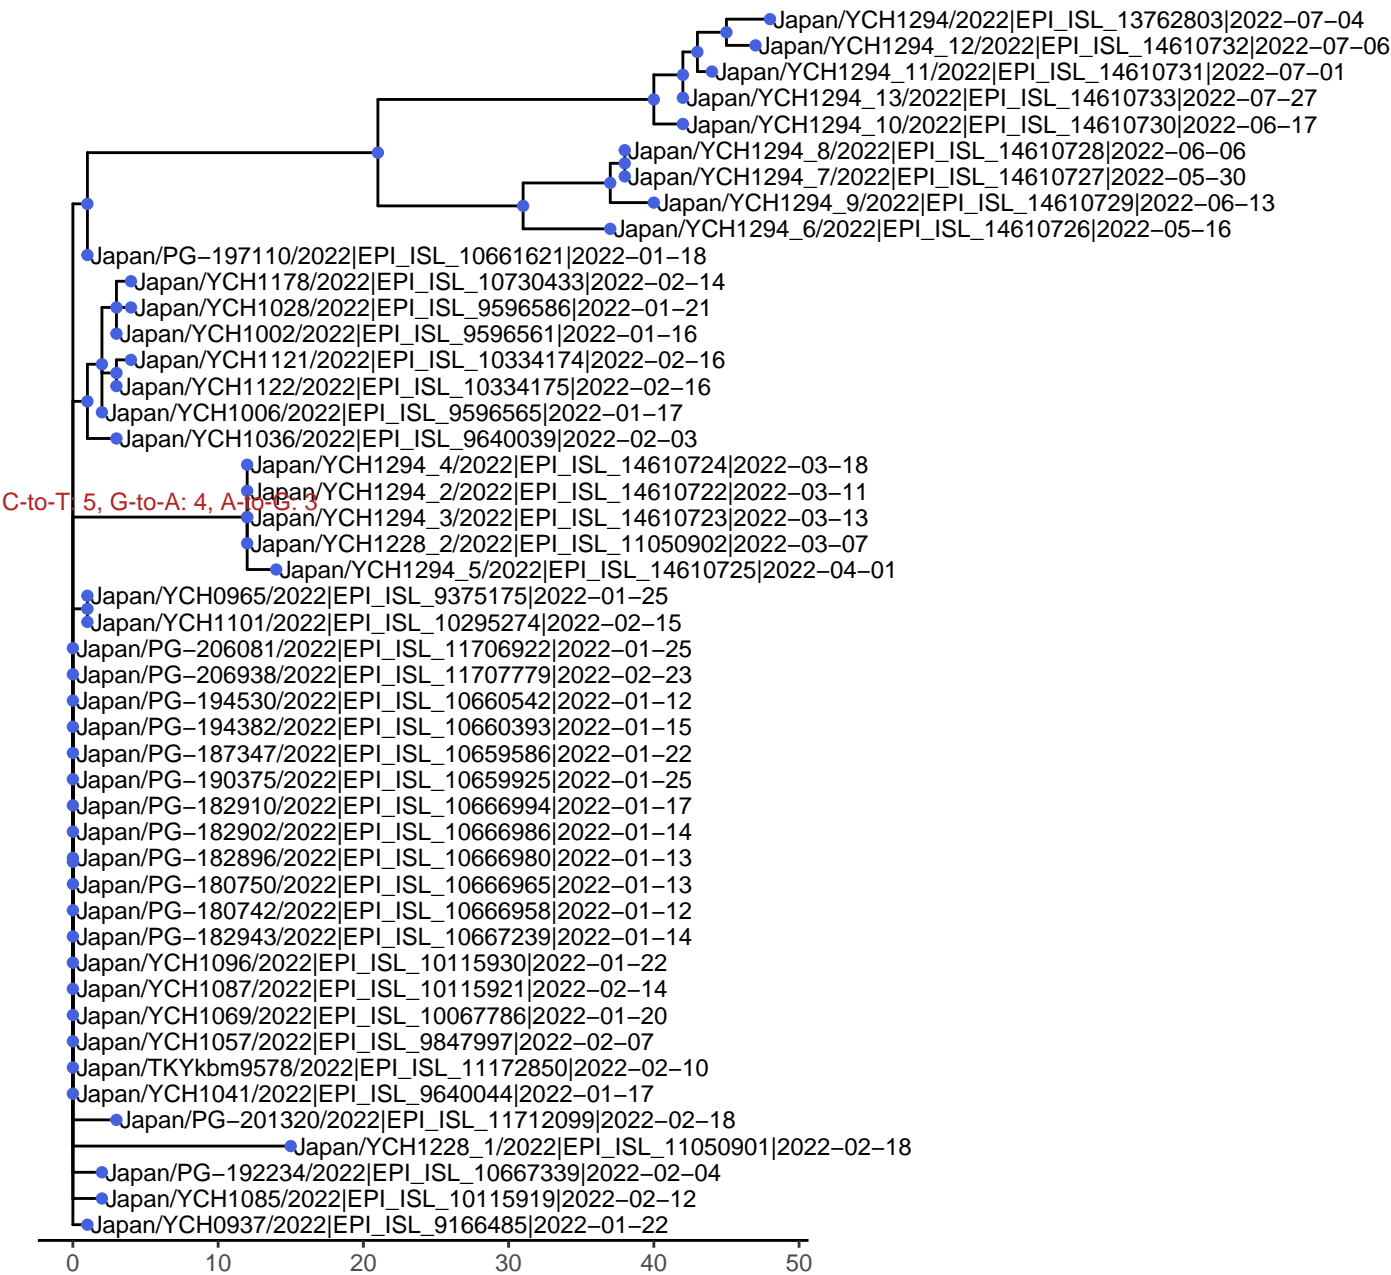 Japan/YCH1294/2022|EPI_ISL_13762803|2022−07−04
Japan/YCH1294_12/2022|EPI_ISL_14610732|2022−07−06
Japan/YCH1294_11/2022|EPI_ISL_14610731|2022−07−01
Japan/YCH1294_13/2022|EPI_ISL_14610733|2022−07−27
Japan/YCH1294_10/2022|EPI_ISL_14610730|2022−06−17
Japan/YCH1294_8/2022|EPI_ISL_14610728|2022−06−06
Japan/YCH1294_7/2022|EPI_ISL_14610727|2022−05−30
Japan/YCH1294_9/2022|EPI_ISL_14610729|2022−06−13
Japan/YCH1294_6/2022|EPI_ISL_14610726|2022−05−16
Japan/PG−197110/2022|EPI_ISL_10661621|2022−01−18
Japan/YCH1178/2022|EPI_ISL_10730433|2022−02−14
Japan/YCH1028/2022|EPI_ISL_9596586|2022−01−21
Japan/YCH1002/2022|EPI_ISL_9596561|2022−01−16
Japan/YCH1121/2022|EPI_ISL_10334174|2022−02−16
Japan/YCH1122/2022|EPI_ISL_10334175|2022−02−16
Japan/YCH1006/2022|EPI_ISL_9596565|2022−01−17
Japan/YCH1036/2022|EPI_ISL_9640039|2022−02−03
Japan/YCH1294_4/2022|EPI_ISL_14610724|2022−03−18
Japan/YCH1294_2/2022|EPI_ISL_14610722|2022−03−11
C-to-T: 5, G-to-A: 4, A-to-G: 3
Japan/YCH1294_3/2022|EPI_ISL_14610723|2022−03−13
Japan/YCH1228_2/2022|EPI_ISL_11050902|2022−03−07
Japan/YCH1294_5/2022|EPI_ISL_14610725|2022−04−01
Japan/YCH0965/2022|EPI_ISL_9375175|2022−01−25
Japan/YCH1101/2022|EPI_ISL_10295274|2022−02−15
Japan/PG−206081/2022|EPI_ISL_11706922|2022−01−25
Japan/PG−206938/2022|EPI_ISL_11707779|2022−02−23
Japan/PG−194530/2022|EPI_ISL_10660542|2022−01−12
Japan/PG−194382/2022|EPI_ISL_10660393|2022−01−15
Japan/PG−187347/2022|EPI_ISL_10659586|2022−01−22
Japan/PG−190375/2022|EPI_ISL_10659925|2022−01−25
Japan/PG−182910/2022|EPI_ISL_10666994|2022−01−17
Japan/PG−182902/2022|EPI_ISL_10666986|2022−01−14
Japan/PG−182896/2022|EPI_ISL_10666980|2022−01−13
Japan/PG−180750/2022|EPI_ISL_10666965|2022−01−13
Japan/PG−180742/2022|EPI_ISL_10666958|2022−01−12
Japan/PG−182943/2022|EPI_ISL_10667239|2022−01−14
Japan/YCH1096/2022|EPI_ISL_10115930|2022−01−22
Japan/YCH1087/2022|EPI_ISL_10115921|2022−02−14
Japan/YCH1069/2022|EPI_ISL_10067786|2022−01−20
Japan/YCH1057/2022|EPI_ISL_9847997|2022−02−07
Japan/TKYkbm9578/2022|EPI_ISL_11172850|2022−02−10
Japan/YCH1041/2022|EPI_ISL_9640044|2022−01−17
Japan/PG−201320/2022|EPI_ISL_11712099|2022−02−18
Japan/YCH1228_1/2022|EPI_ISL_11050901|2022−02−18
Japan/PG−192234/2022|EPI_ISL_10667339|2022−02−04
Japan/YCH1085/2022|EPI_ISL_10115919|2022−02−12
Japan/YCH0937/2022|EPI_ISL_9166485|2022−01−22
0 10 20 30 40 50